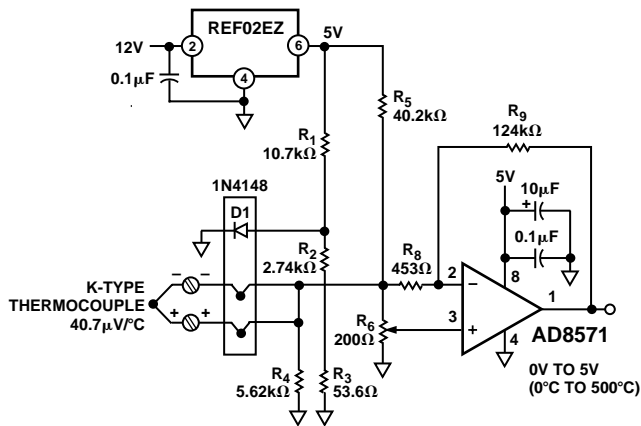 REF02EZ
12V
2
6
5V
4
0.1µF
R5
40.2kΩ
R9
124kΩ
R1
10.7kΩ
5V
10µF
+
0.1µF
1N4148
D1
R2
2.74kΩ
R8
453Ω
2
8
−
1
K-TYPE
THERMOCOUPLE
40.7µV/°C
− −
+ +
R6
200Ω
3
+
4
AD8571
R4
5.62kΩ
R3
53.6Ω
0V TO 5V
(0°C TO 500°C)